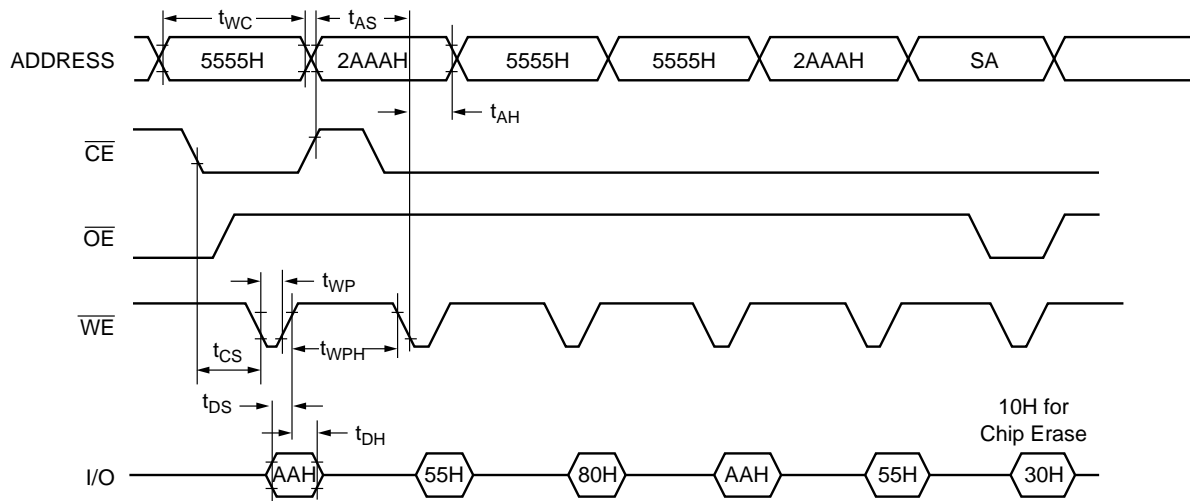 tWC tAS
ADDRESS 5555H 2AAAH 5555H 5555H 2AAAH SA
tAH
CE
OE
tWP
WE
tCS tWPH
tDS
tDH
10H for
Chip Erase
I/O AAH 55H 80H AAH 55H 30H